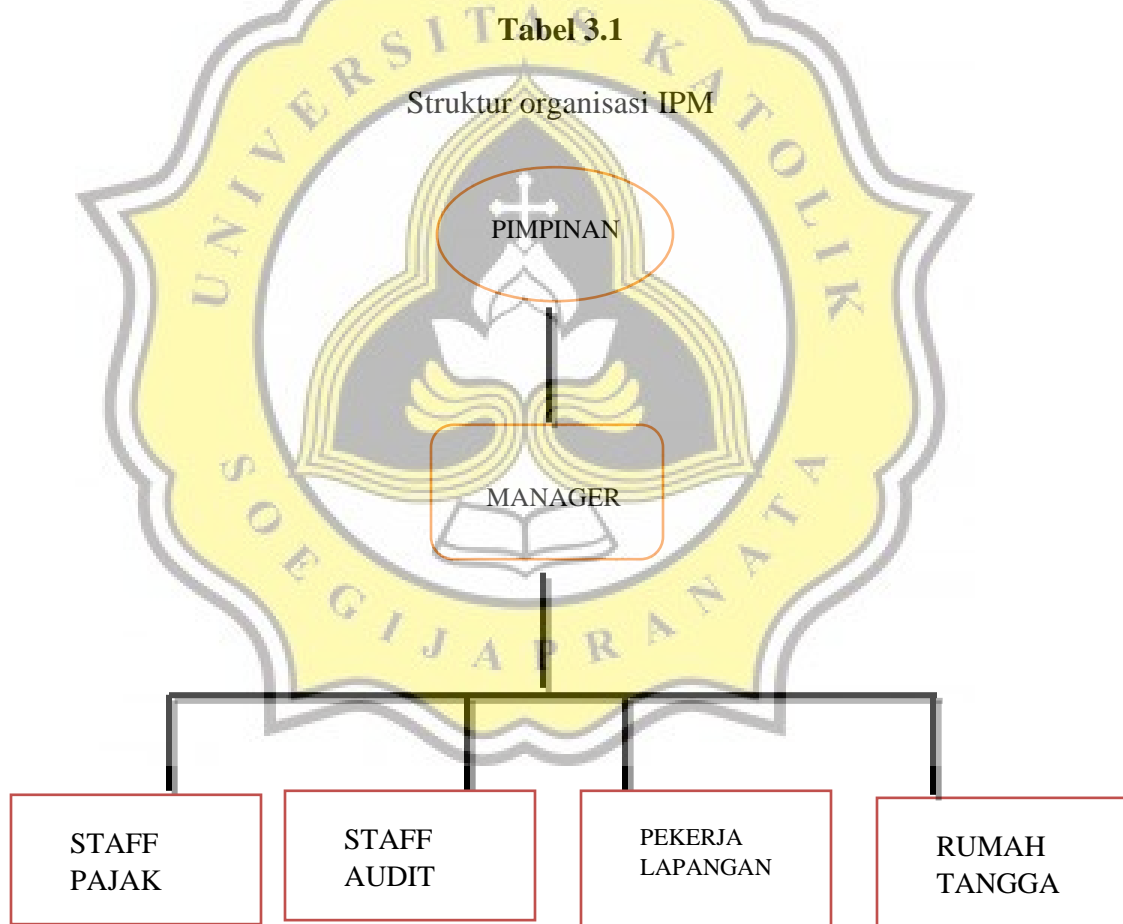 Tabel 3.1
Struktur organisasi IPM
UNIVERSITAS KATOLIK
SOEGIJAPRANATA
PIMPINAN
MANAGER
STAFF
PAJAK
STAFF
AUDIT
PEKERJA
LAPANGAN
RUMAH
TANGGA